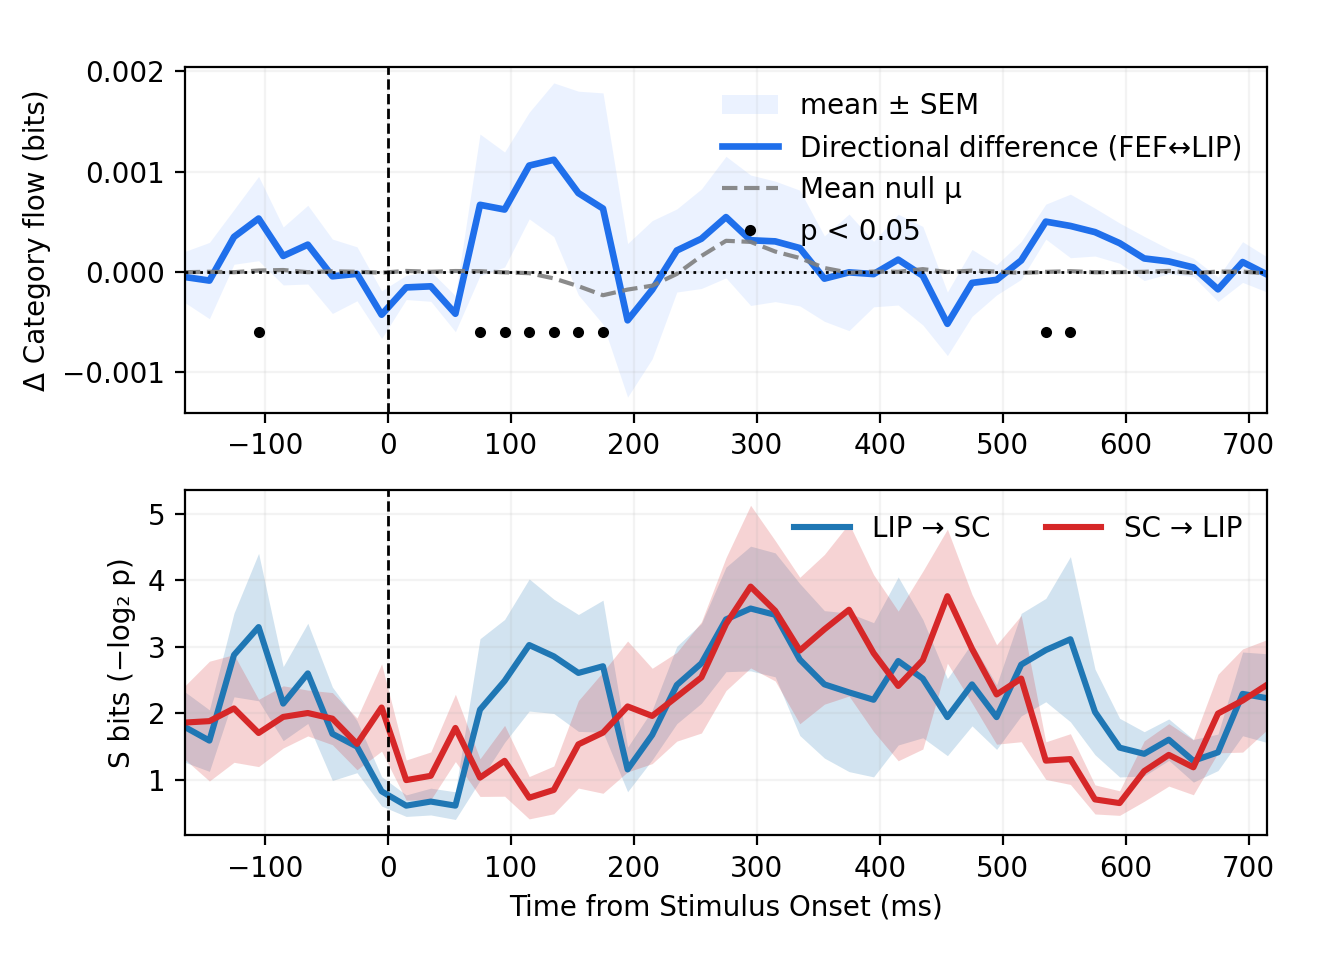 Δ Category flow (bits)
0.002
0.001
0.000
−0.001
mean ± SEM
Directional difference (FEF↔LIP)
Mean null μ
p < 0.05
−100 0 100 200 300 400 500 600 700
S bits (−log₂ p)
5
4
3
2
1
LIP → SC SC → LIP
−100 0 100 200 300 400 500 600 700
Time from Stimulus Onset (ms)